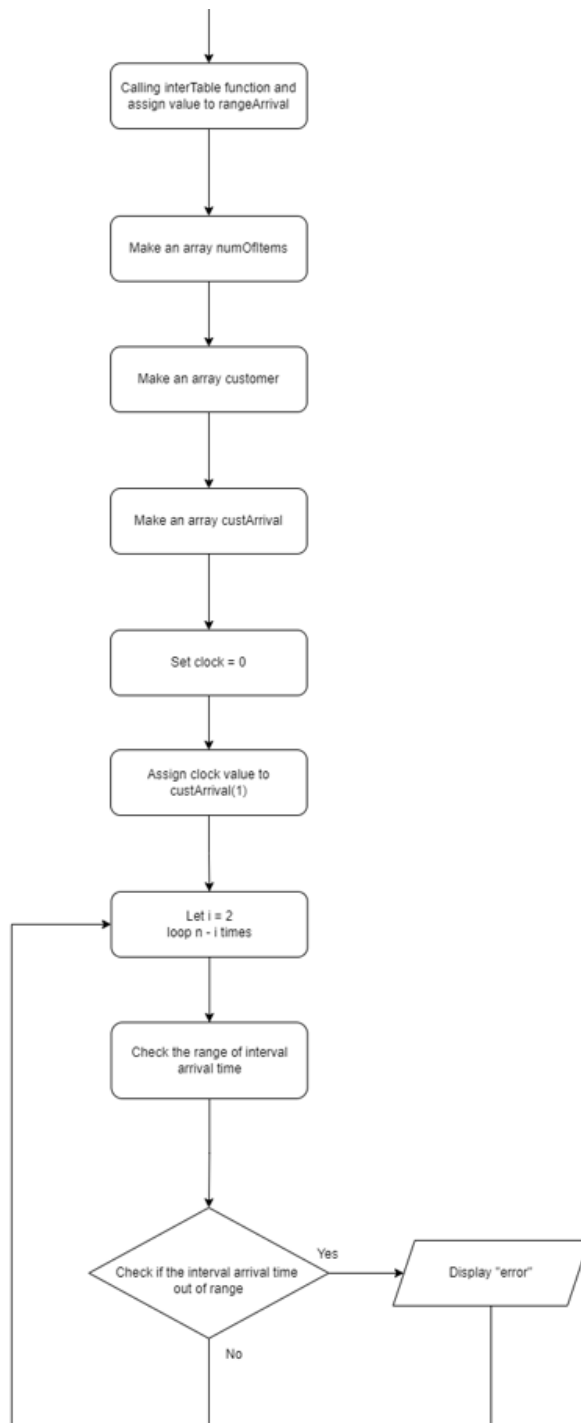 Calling interTable function and
assign value to rangeArrival
Make an array numOfItems
Make an array customer
Make an array custArrival
Set clock = 0
Assign clock value to
custArrival(1)
Let i = 2
loop n - i times
Check the range of interval
arrival time
Check if the interval arrival time
out of range
Yes
Display "error"
No